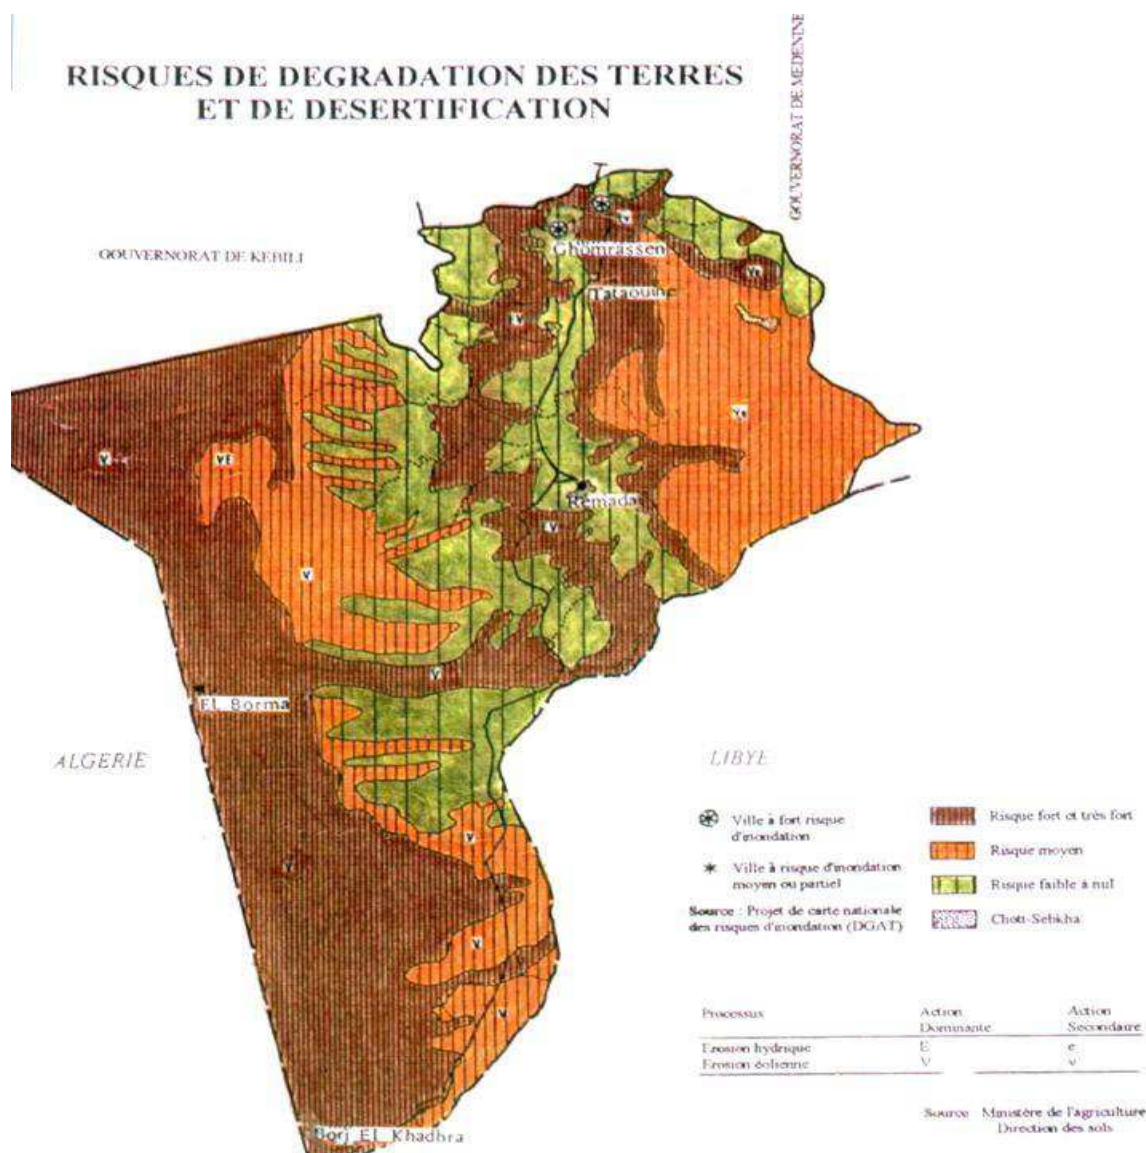 RISQUES DE DEGRADATION DES TERRES
ET DE DESERTIFICATION
GOUVERNORAT DE MEDENINE
GOUVERNORAT DE KEBILI
Ghomrassen
Tataouine
V
Ve
V
Ve
V
VE
Remada
V
V
V
EL Borma
ALGERIE
LIBYE
V
V
V
V
Borj EL Khadhra
Ville à fort risque
d'inondation
Ville à risque d'inondation
moyen ou partiel
Source : Projet de carte nationale
des risques d'inondation (DGAT)
Risque fort et très fort
Risque moyen
Risque faible à nul
Chott-Sebkha
Processus Action Action
Dominante Secondaire
Erosion hydrique E e
Erosion éolienne V v
Source Ministère de l'agriculture
Direction des sols